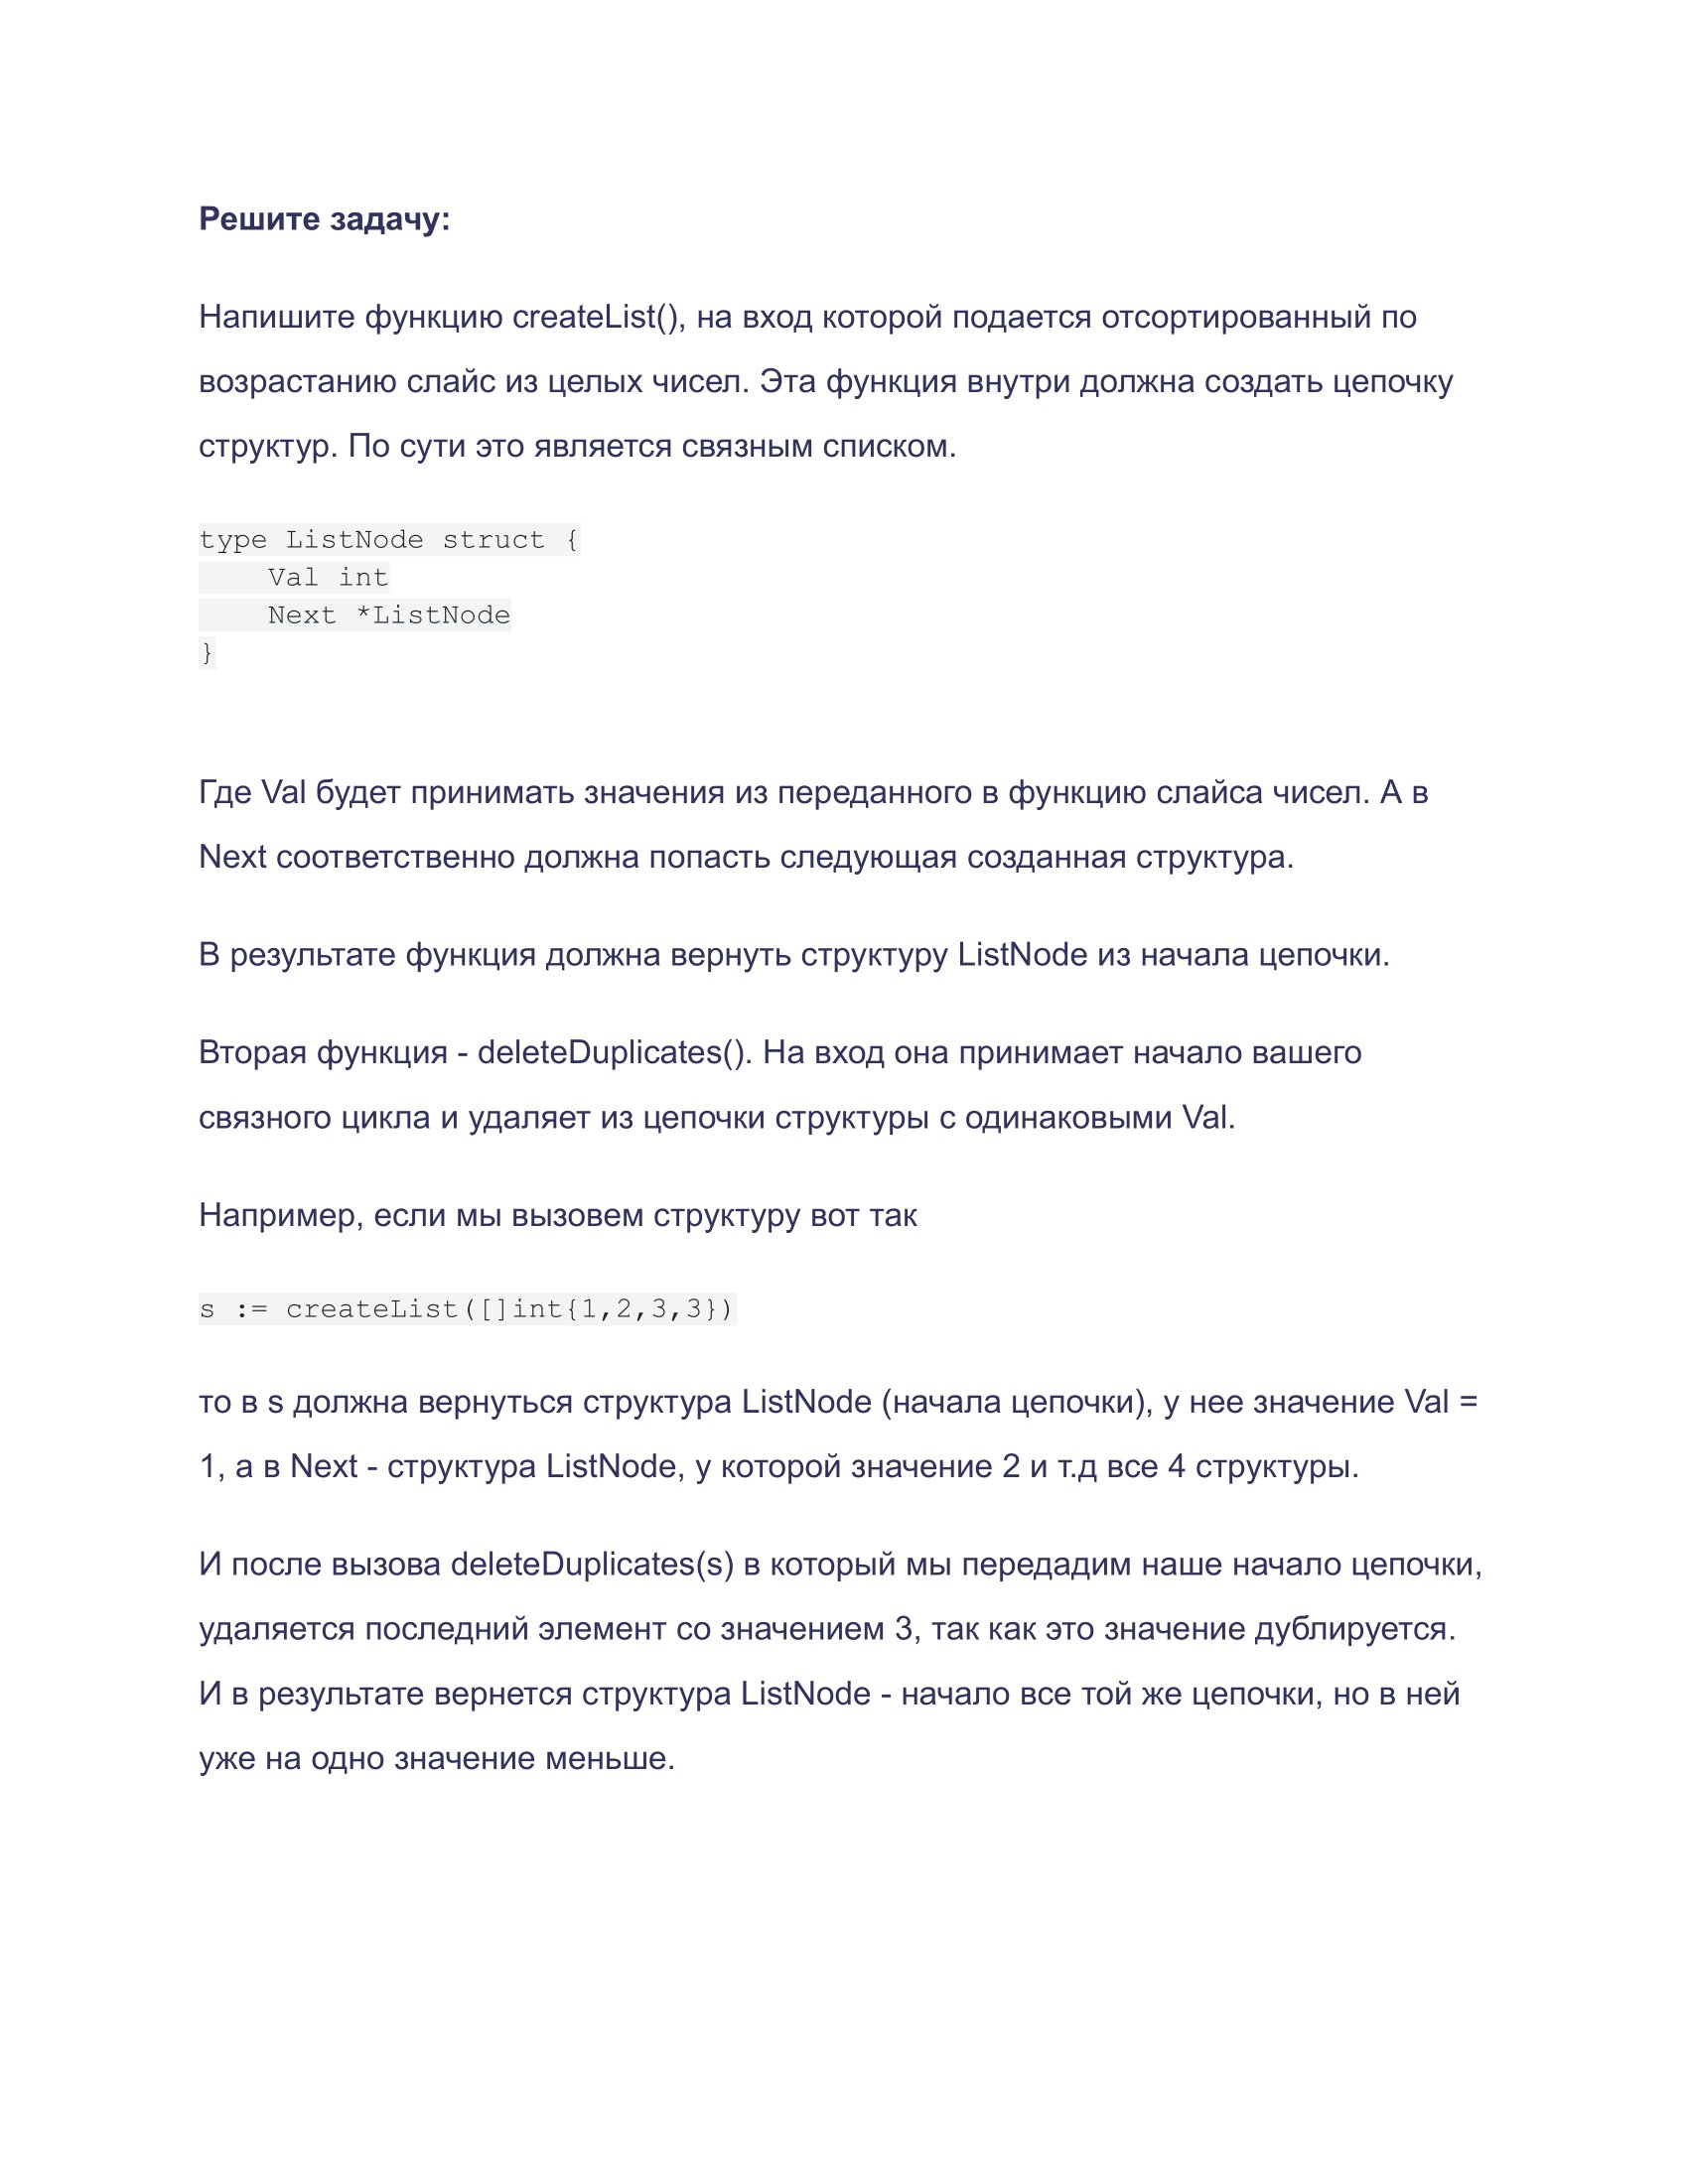 Решите задачу:
Напишите функцию createList(), на вход которой подается отсортированный по
возрастанию слайс из целых чисел. Эта функция внутри должна создать цепочку
структур. По сути это является связным списком.
type ListNode struct {
    Val int
    Next *ListNode
}
Где Val будет принимать значения из переданного в функцию слайса чисел. А в
Next соответственно должна попасть следующая созданная структура.
В результате функция должна вернуть структуру ListNode из начала цепочки.
Вторая функция - deleteDuplicates(). На вход она принимает начало вашего
связного цикла и удаляет из цепочки структуры с одинаковыми Val.
Например, если мы вызовем структуру вот так
s := createList([]int{1,2,3,3})
то в s должна вернуться структура ListNode (начала цепочки), у нее значение Val =
1, а в Next - структура ListNode, у которой значение 2 и т.д все 4 структуры.
И после вызова deleteDuplicates(s) в который мы передадим наше начало цепочки,
удаляется последний элемент со значением 3, так как это значение дублируется.
И в результате вернется структура ListNode - начало все той же цепочки, но в ней
уже на одно значение меньше.